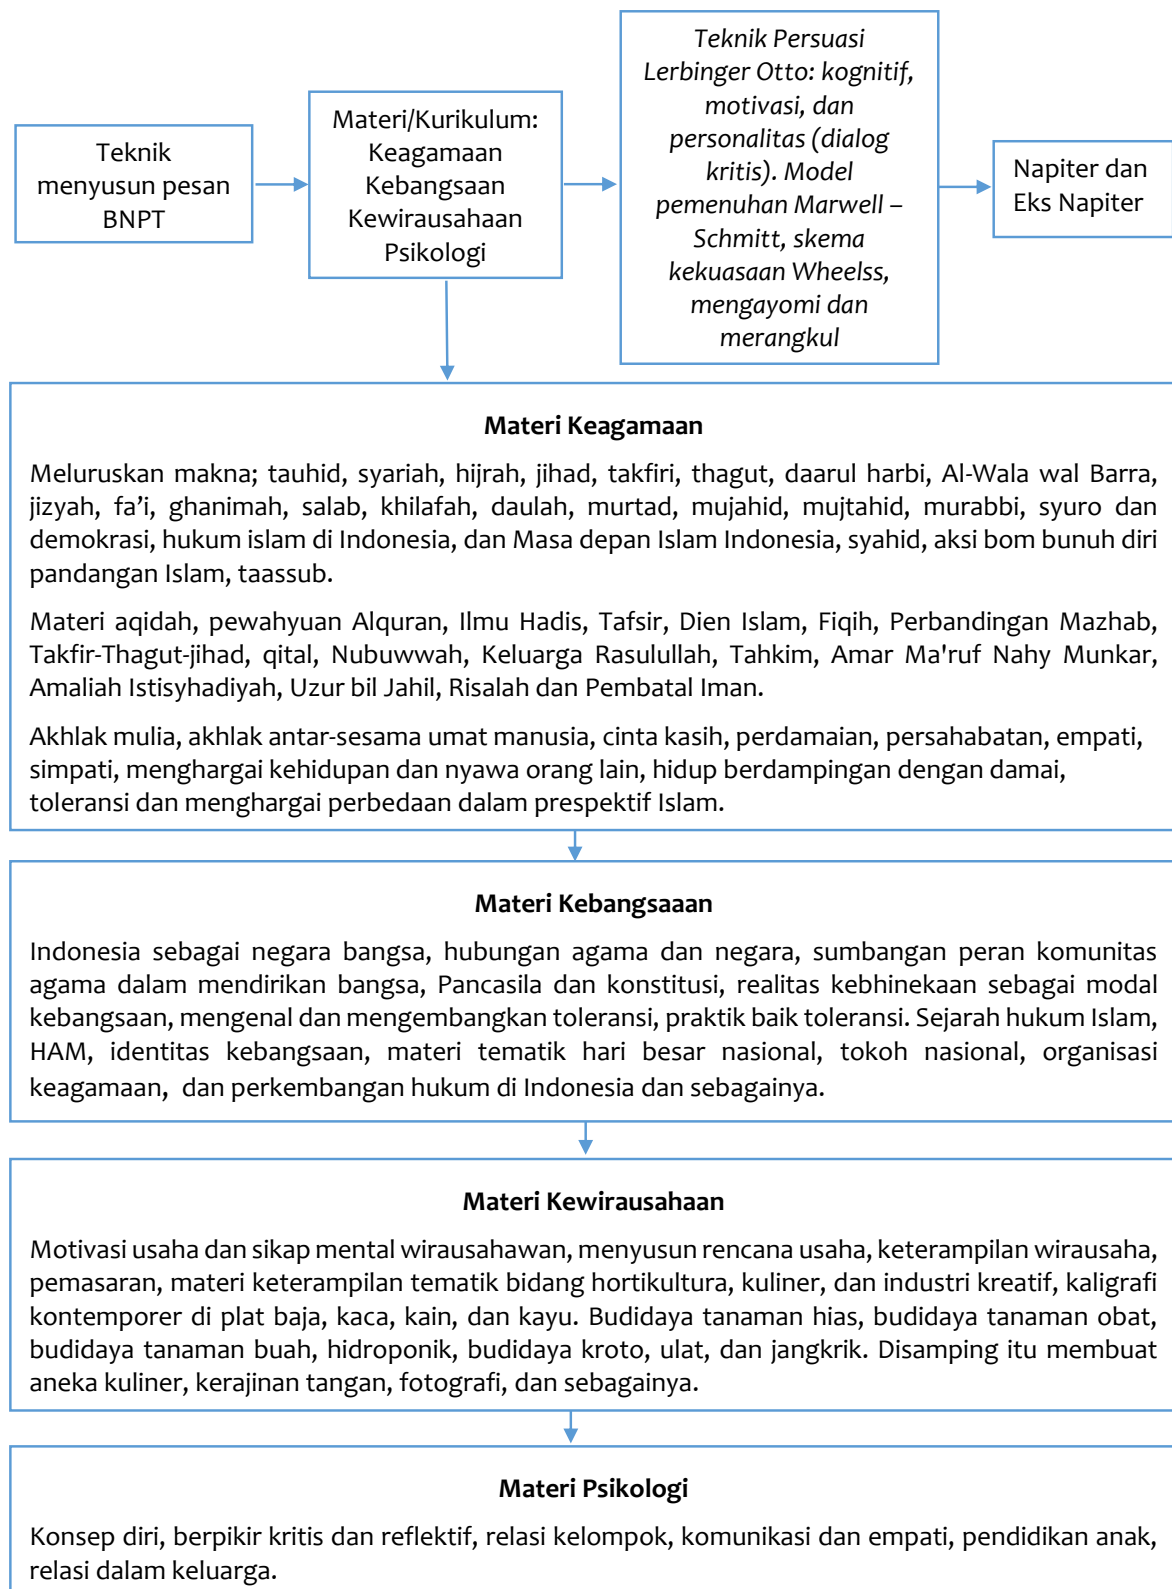 Teknik
menyusun pesan
BNPT
Materi/Kurikulum:
Keagamaan
Kebangsaan
Kewirausahaan
Psikologi
Teknik Persuasi
Lerbinger Otto: kognitif,
motivasi, dan
personalitas (dialog
kritis). Model
pemenuhan Marwell –
Schmitt, skema
kekuasaan Wheelss,
mengayomi dan
merangkul
Napiter dan
Eks Napiter
Materi Keagamaan
Meluruskan makna; tauhid, syariah, hijrah, jihad, takfiri, thagut, daarul harbi, Al-Wala wal Barra,
jizyah, fa’i, ghanimah, salab, khilafah, daulah, murtad, mujahid, mujtahid, murabbi, syuro dan
demokrasi, hukum islam di Indonesia, dan Masa depan Islam Indonesia, syahid, aksi bom bunuh diri
pandangan Islam, taassub.
Materi aqidah, pewahyuan Alquran, Ilmu Hadis, Tafsir, Dien Islam, Fiqih, Perbandingan Mazhab,
Takfir-Thagut-jihad, qital, Nubuwwah, Keluarga Rasulullah, Tahkim, Amar Ma'ruf Nahy Munkar,
Amaliah Istisyhadiyah, Uzur bil Jahil, Risalah dan Pembatal Iman.
Akhlak mulia, akhlak antar-sesama umat manusia, cinta kasih, perdamaian, persahabatan, empati,
simpati, menghargai kehidupan dan nyawa orang lain, hidup berdampingan dengan damai,
toleransi dan menghargai perbedaan dalam prespektif Islam.
Materi Kebangsaaan
Indonesia sebagai negara bangsa, hubungan agama dan negara, sumbangan peran komunitas
agama dalam mendirikan bangsa, Pancasila dan konstitusi, realitas kebhinekaan sebagai modal
kebangsaan, mengenal dan mengembangkan toleransi, praktik baik toleransi. Sejarah hukum Islam,
HAM, identitas kebangsaan, materi tematik hari besar nasional, tokoh nasional, organisasi
keagamaan, dan perkembangan hukum di Indonesia dan sebagainya.
Materi Kewirausahaan
Motivasi usaha dan sikap mental wirausahawan, menyusun rencana usaha, keterampilan wirausaha,
pemasaran, materi keterampilan tematik bidang hortikultura, kuliner, dan industri kreatif, kaligrafi
kontemporer di plat baja, kaca, kain, dan kayu. Budidaya tanaman hias, budidaya tanaman obat,
budidaya tanaman buah, hidroponik, budidaya kroto, ulat, dan jangkrik. Disamping itu membuat
aneka kuliner, kerajinan tangan, fotografi, dan sebagainya.
Materi Psikologi
Konsep diri, berpikir kritis dan reflektif, relasi kelompok, komunikasi dan empati, pendidikan anak,
relasi dalam keluarga.